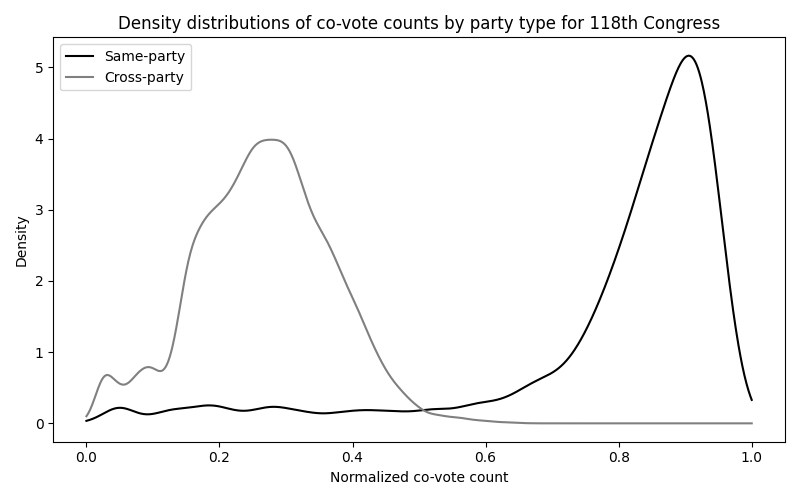 Density distributions of co-vote counts by party type for 118th Congress
Same-party
Cross-party
Density
5
4
3
2
1
0
0.0 0.2 0.4 0.6 0.8 1.0
Normalized co-vote count